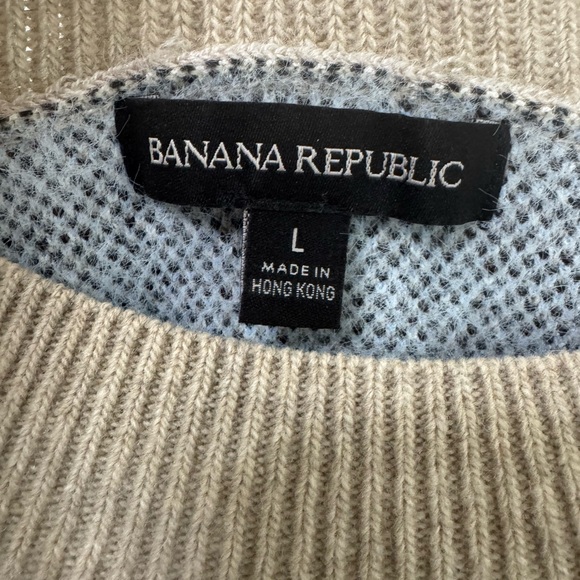 BANANA REPUBLIC
L
MADE IN
HONG KONG